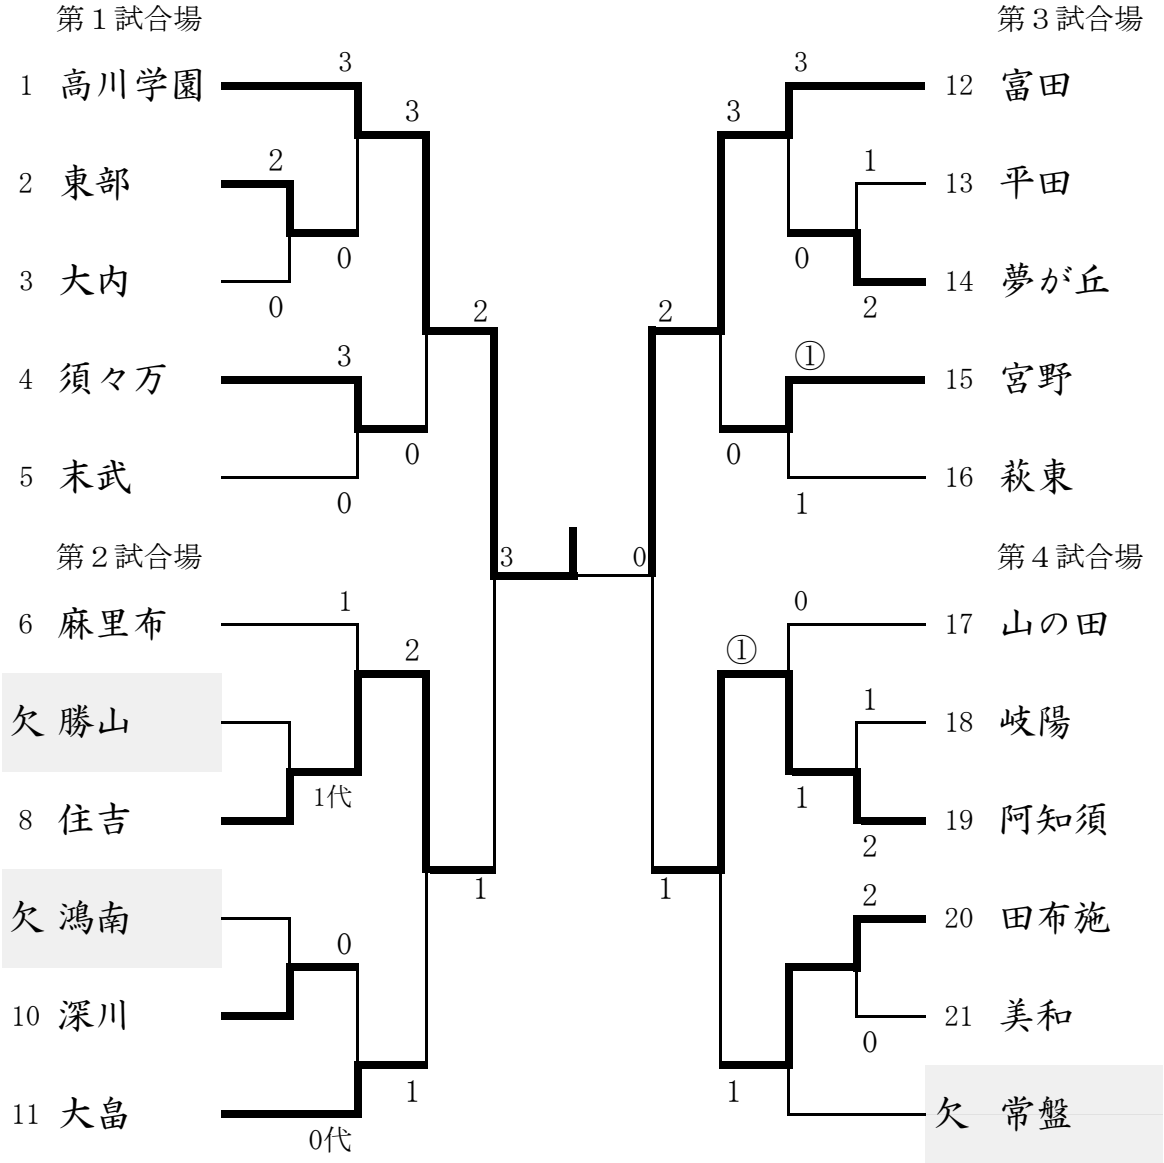 第１試合場
1 高川学園
3
3
2 東部
2
0
3 大内
0
4 須々万
3
0
5 末武
0
2
第２試合場
3
6 麻里布
1
2
欠 勝山
8 住吉
1代
欠 鴻南
0
10 深川
1
11 大畠
0代
1
第３試合場
3
12 富田
3
1
13 平田
0
14 夢が丘
2
2
①
15 宮野
0
16 萩東
1
第４試合場
0
0
17 山の田
①
1
18 岐陽
1
19 阿知須
2
1
2
20 田布施
21 美和
0
1
欠 常盤